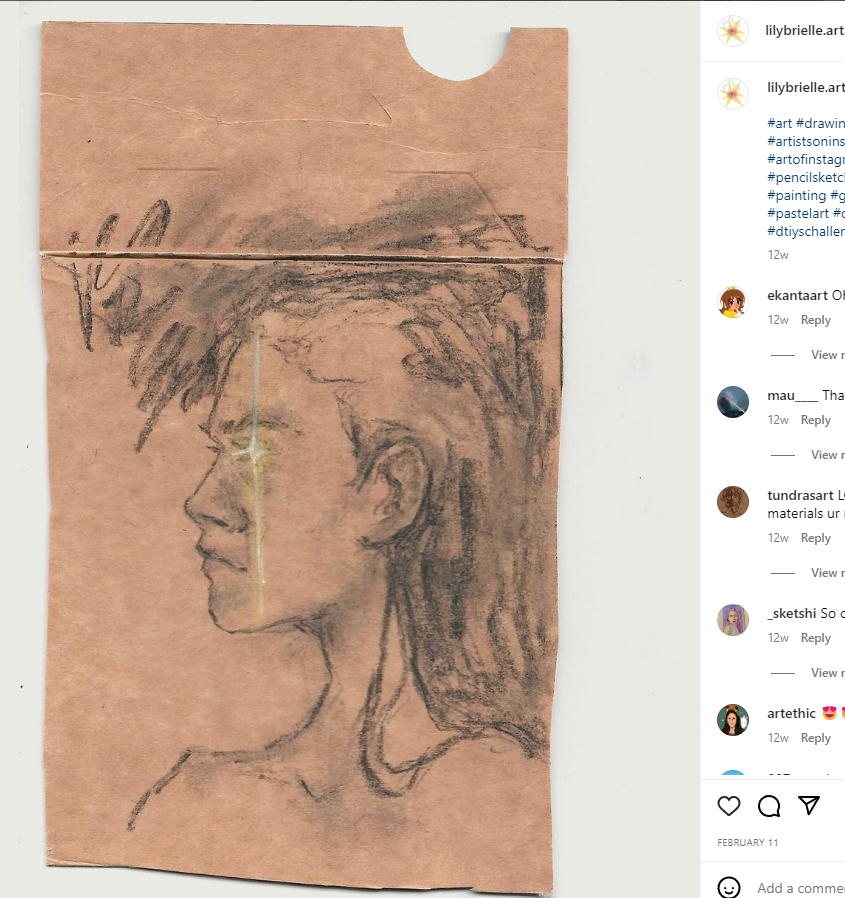 lilybrielle.art
lilybrielle.art
#art #drawin
#artistsonins
#artofinstagr
#pencilsketch
#painting #g
#pastelart #d
#dtiyschaller
12w
ekantaart Oh
12w Reply
View r
mau____ Tha
12w Reply
View r
tundrasart L
materials ur
12w Reply
View r
_sketshi So c
12w Reply
View r
artethic 😍
12w Reply
FEBRUARY 11
Add a comme